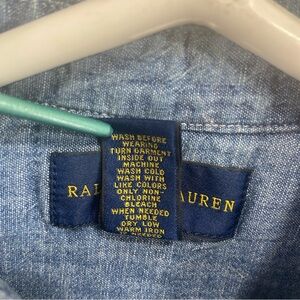 WASH BEFORE
WEARING
TURN GARMENT
INSIDE OUT
MACHINE
WASH COLD
WASH WITH
LIKE COLORS
ONLY NON-
CHLORINE
BLEACH
WHEN NEEDED
TUMBLE
DRY LOW
WARM IRON
NEEDED
RAL AUREN